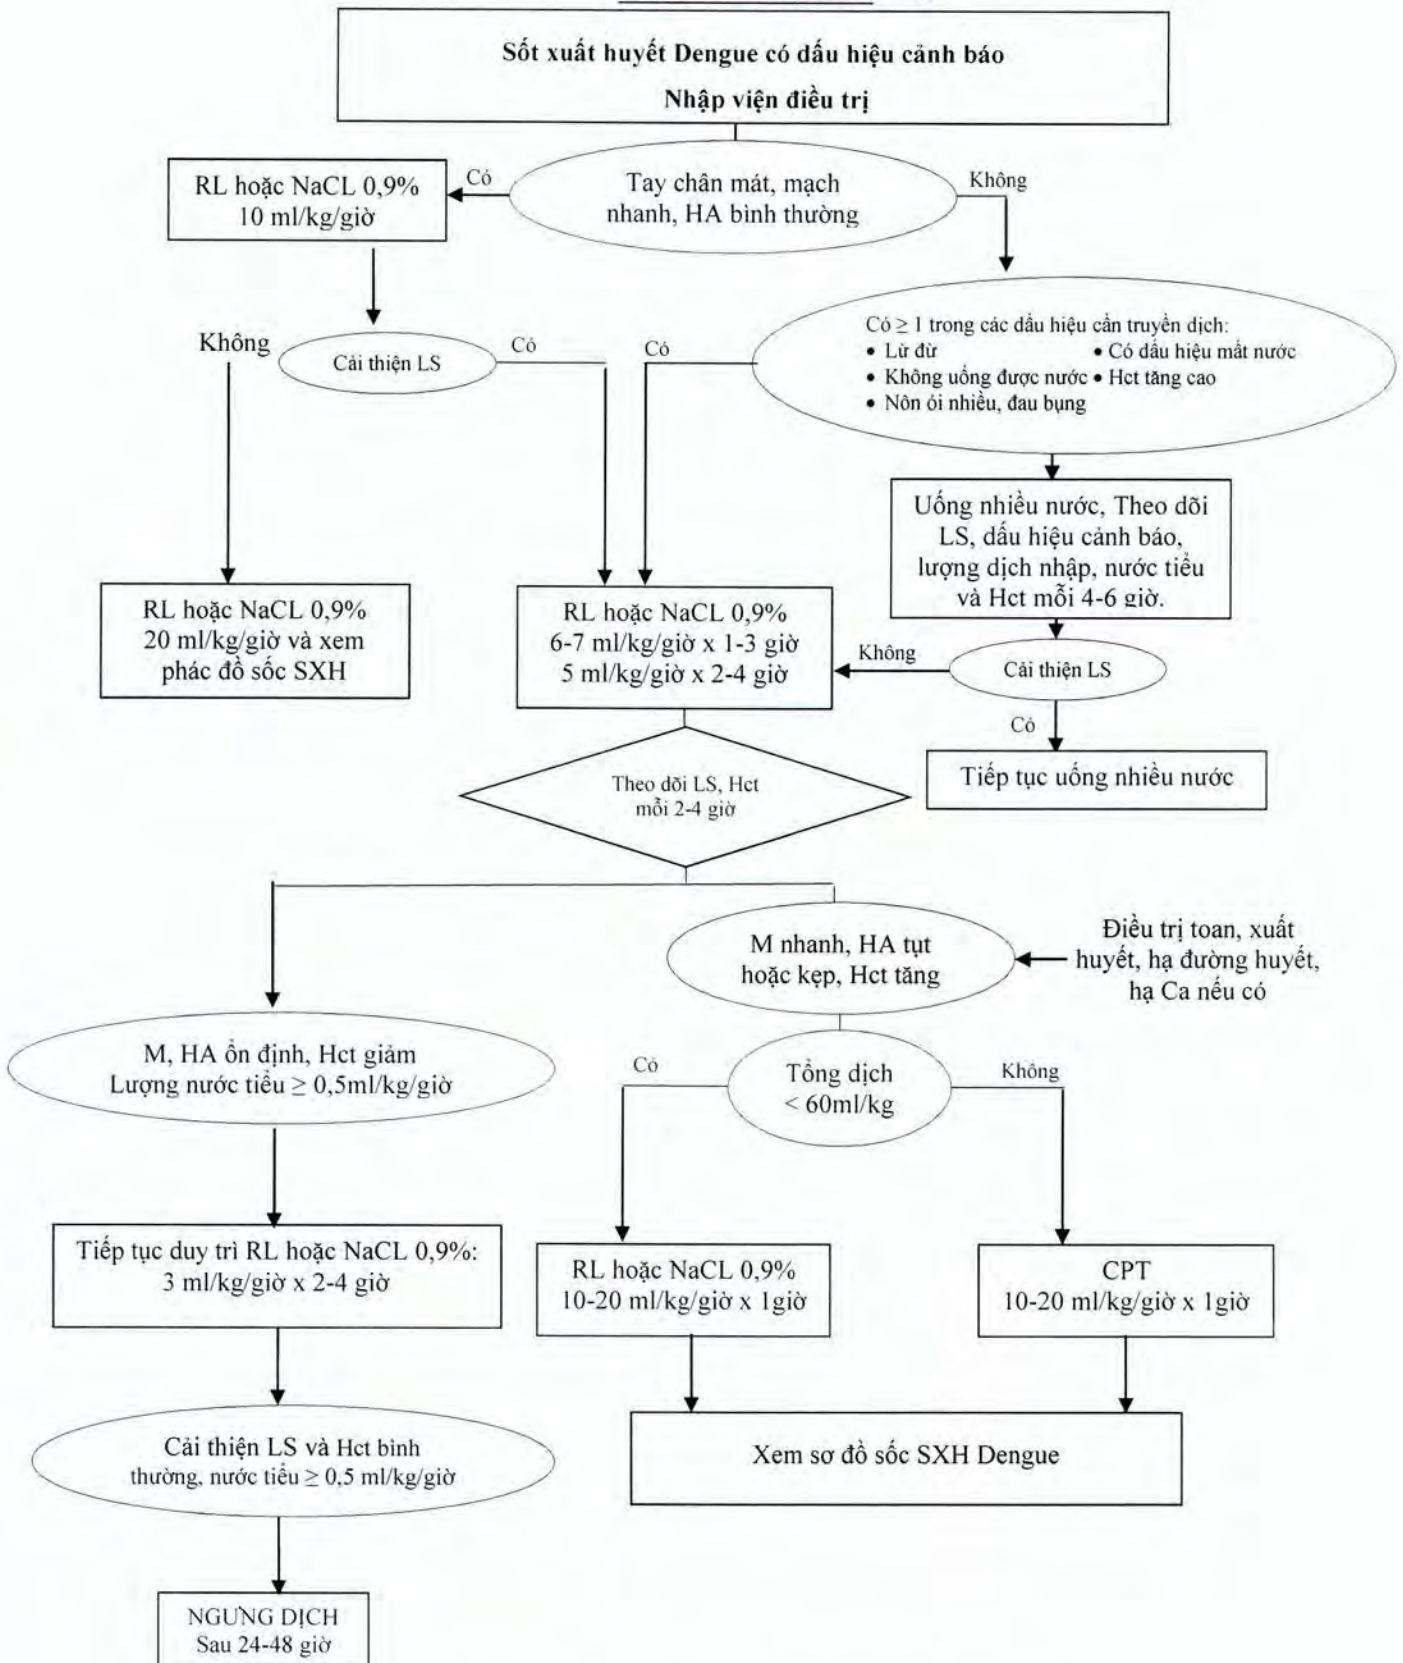 Sốt xuất huyết Dengue có dấu hiệu cảnh báo
Nhập viện điều trị
RL hoặc NaCL 0,9%
10 ml/kg/giờ
Có
Tay chân mát, mạch
nhanh, HA bình thường
Không
Không
Cải thiện LS
Có
Có
Có ≥ 1 trong các dấu hiệu cần truyền dịch:
• Lừ đừ • Có dấu hiệu mất nước
• Không uống được nước • Hct tăng cao
• Nôn ói nhiều, đau bụng
Uống nhiều nước, Theo dõi
LS, dấu hiệu cảnh báo,
lượng dịch nhập, nước tiểu
và Hct mỗi 4-6 giờ.
RL hoặc NaCL 0,9%
20 ml/kg/giờ và xem
phác đồ sốc SXH
RL hoặc NaCL 0,9%
6-7 ml/kg/giờ x 1-3 giờ
5 ml/kg/giờ x 2-4 giờ
Không
Cải thiện LS
Có
Tiếp tục uống nhiều nước
Theo dõi LS, Hct
mỗi 2-4 giờ
M nhanh, HA tụt
hoặc kẹp, Hct tăng
Điều trị toan, xuất
huyết, hạ đường huyết,
hạ Ca nếu có
M, HA ổn định, Hct giảm
Lượng nước tiểu ≥ 0,5ml/kg/giờ
Có
Tổng dịch
< 60ml/kg
Không
Tiếp tục duy trì RL hoặc NaCL 0,9%:
3 ml/kg/giờ x 2-4 giờ
RL hoặc NaCL 0,9%
10-20 ml/kg/giờ x 1giờ
CPT
10-20 ml/kg/giờ x 1giờ
Cải thiện LS và Hct bình
thường, nước tiểu ≥ 0,5 ml/kg/giờ
Xem sơ đồ sốc SXH Dengue
NGƯNG DỊCH
Sau 24-48 giờ